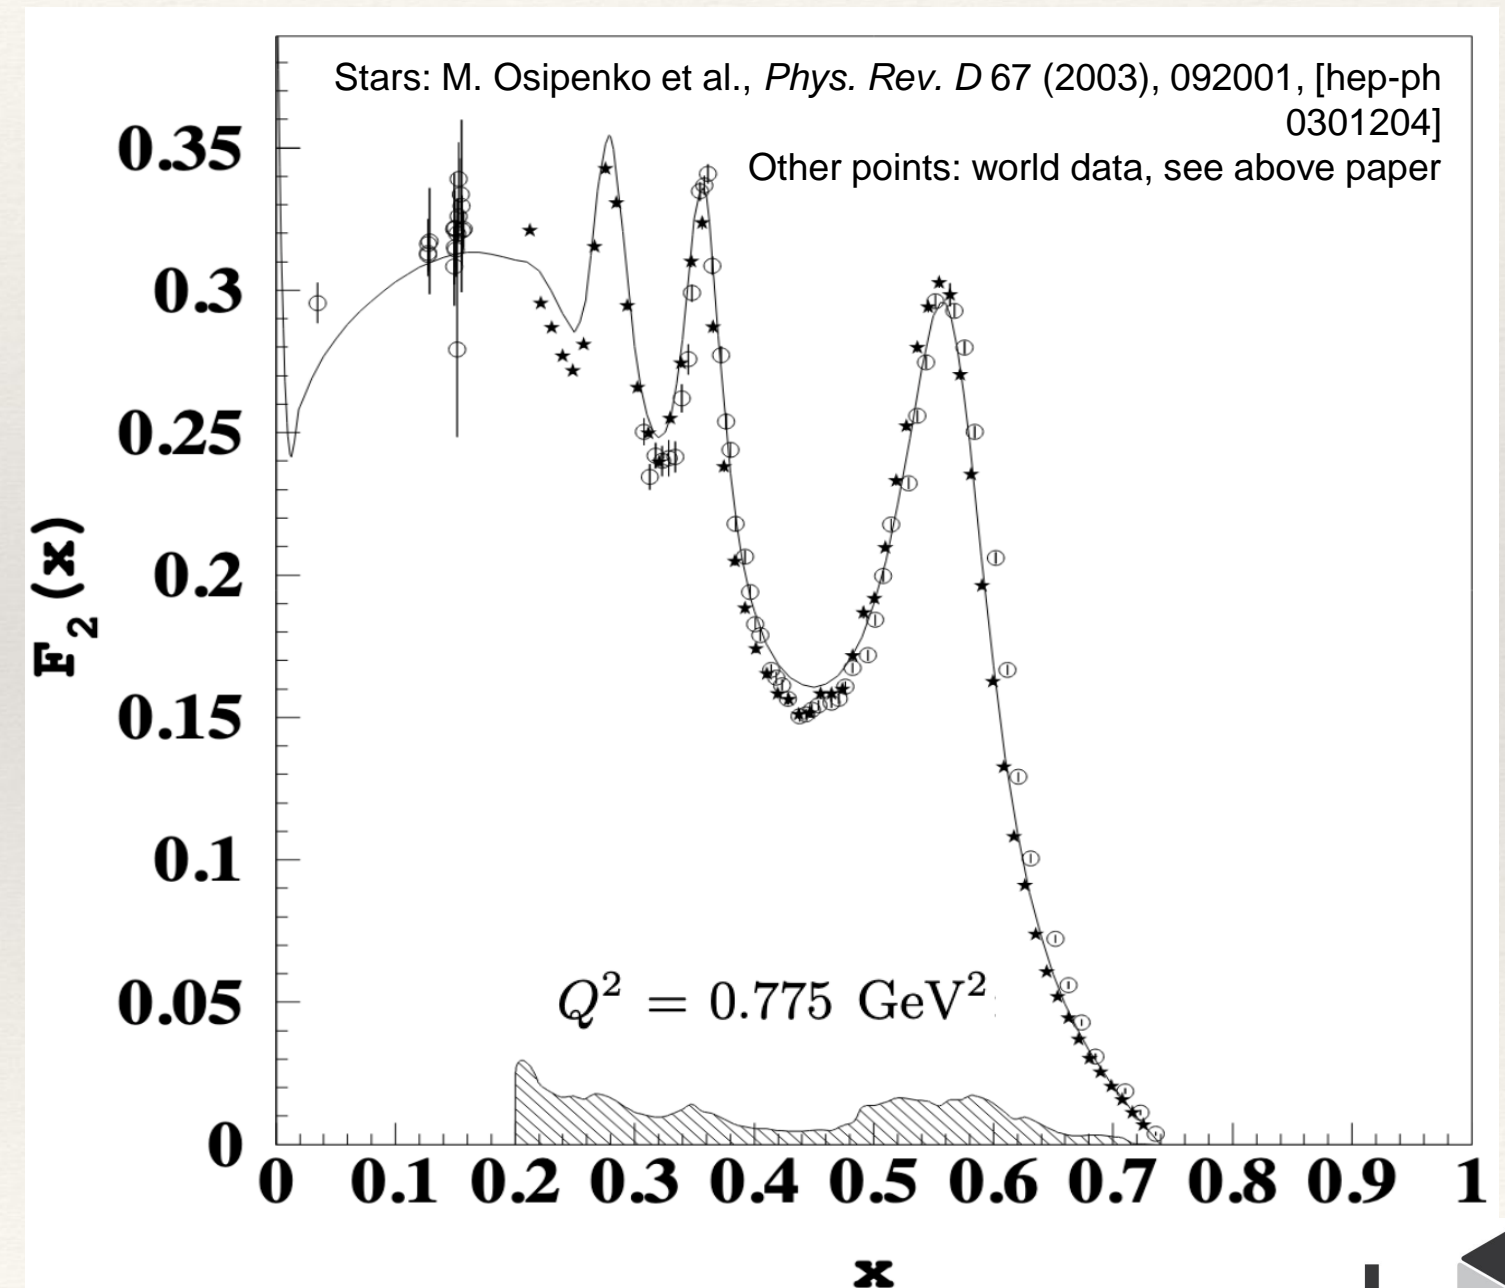 Stars: M. Osipenko et al., Phys. Rev. D 67 (2003), 092001, [hep-ph
0301204]
Other points: world data, see above paper
0.35
0.3
0.25
0.2
0.15
0.1
0.05
0
F2 (x)
Q² = 0.775 GeV²
0 0.1 0.2 0.3 0.4 0.5 0.6 0.7 0.8 0.9 1
x